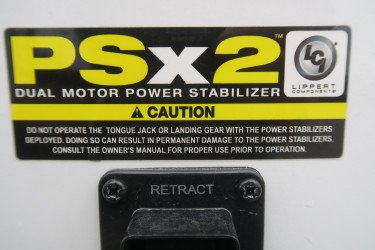 PSx2™
LCI
LIPPERT
COMPONENTS
DUAL MOTOR POWER STABILIZER
CAUTION
DO NOT OPERATE THE TONGUE JACK OR LANDING GEAR WITH THE POWER STABILIZERS
DEPLOYED. DOING SO CAN RESULT IN PERMANENT DAMAGE TO THE POWER STABILIZERS.
CONSULT THE OWNER'S MANUAL FOR PROPER USE PRIOR TO OPERATION.
RETRACT